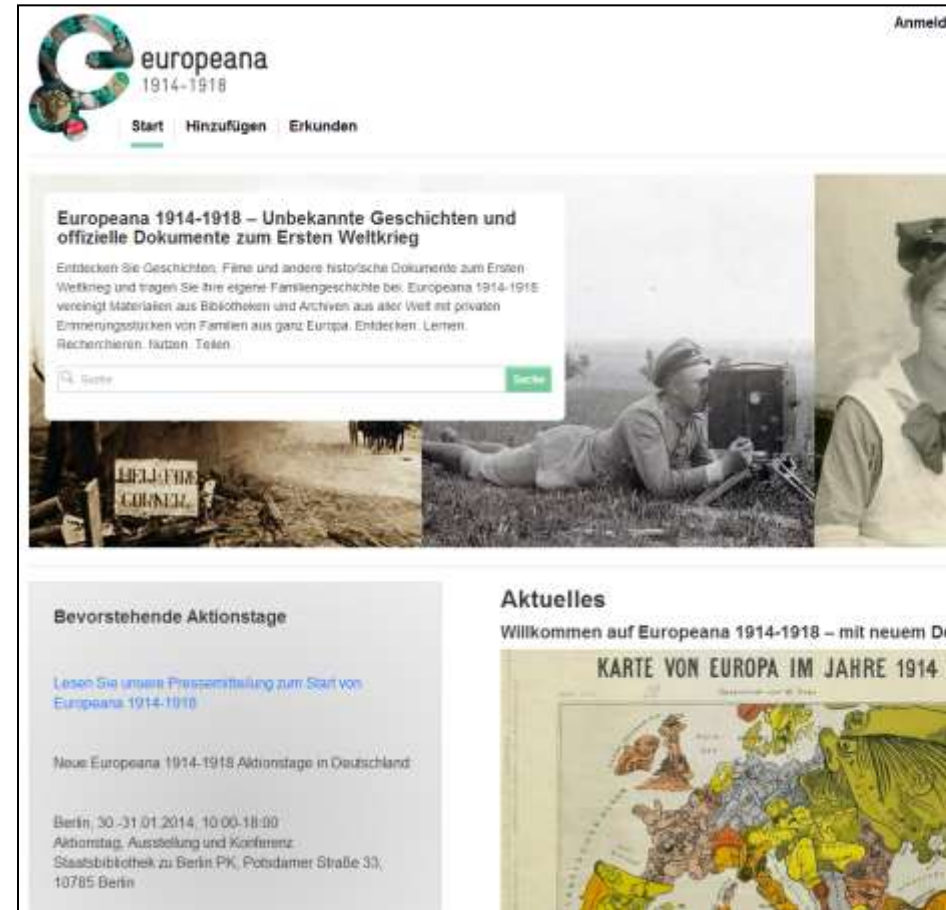 Anmeld
europeana
1914-1918
Start Hinzufügen Erkunden
Europeana 1914-1918 – Unbekannte Geschichten und
offizielle Dokumente zum Ersten Weltkrieg
Entdecken Sie Geschichten, Filme und andere historische Dokumente zum Ersten
Weltkrieg und tragen Sie Ihre eigene Familiengeschichte bei. Europeana 1914-1918
vereinigt Materialien aus Bibliotheken und Archiven aus aller Welt mit privaten
Erinnerungsstücken von Familien aus ganz Europa. Entdecken. Lernen.
Recherchieren. Nutzen. Teilen.
Suche Suche
HELL-FIRE
CORNER.
Bevorstehende Aktionstage
Lesen Sie unsere Pressemitteilung zum Start von
Europeana 1914-1918
Neue Europeana 1914-1918 Aktionstage in Deutschland
Berlin, 30.-31.01.2014, 10:00-18:00
Aktionstag, Ausstellung und Konferenz
Staatsbibliothek zu Berlin PK, Potsdamer Straße 33,
10785 Berlin
Aktuelles
Willkommen auf Europeana 1914-1918 – mit neuem De
KARTE VON EUROPA IM JAHRE 1914